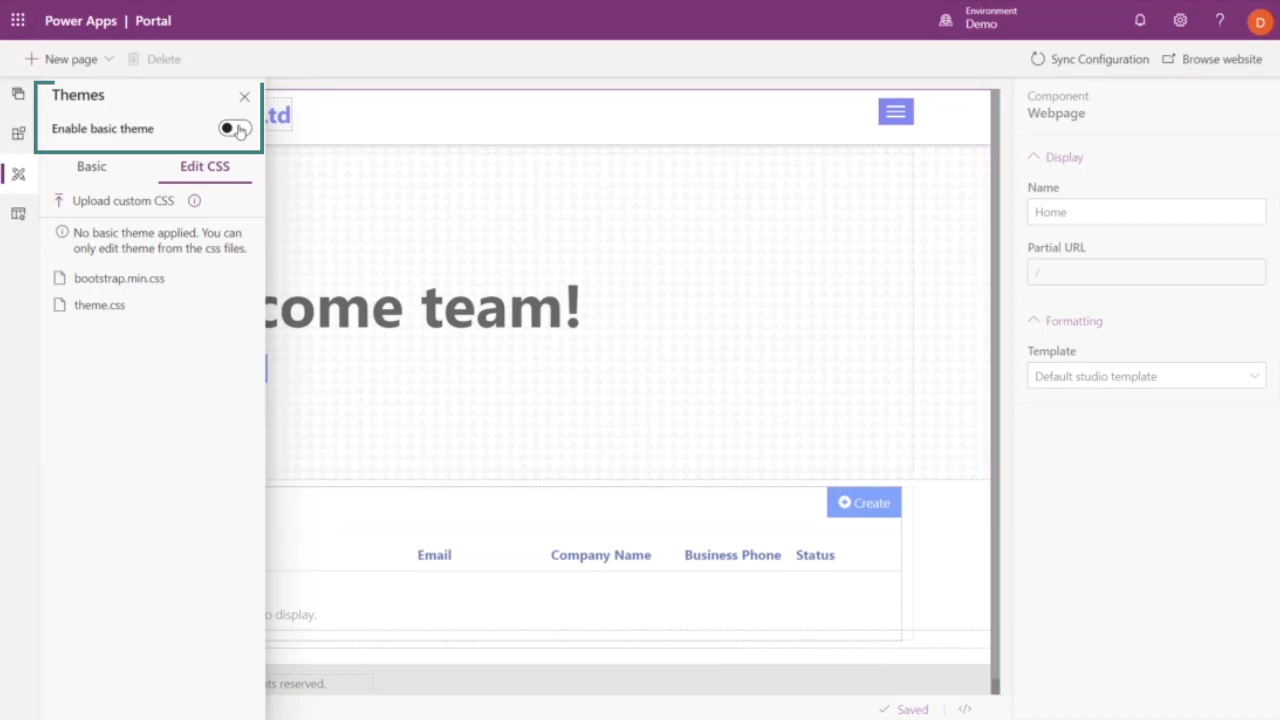 Power Apps | Portal
Environment
Demo
?
D
New page
Delete
Sync Configuration
Browse website
Themes
Enable basic theme
Basic
Edit CSS
Upload custom CSS
No basic theme applied. You can
only edit theme from the css files.
bootstrap.min.css
theme.css
td
come team!
Create
Email
Company Name
Business Phone
Status
o display.
ts reserved.
Saved
</>
Component
Webpage
Display
Name
Home
Partial URL
/
Formatting
Template
Default studio template